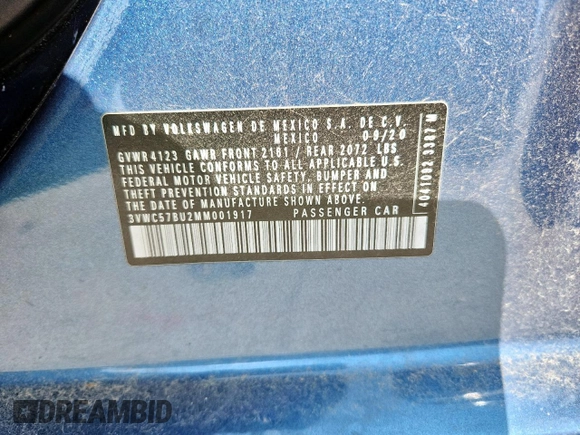 MFD BY VOLKSWAGEN DE MEXICO S.A. DE C.V.
MEXICO 09/20
GVWR 4123 GAWR FRONT 2181 / REAR 2072 LBS
THIS VEHICLE CONFORMS TO ALL APPLICABLE U.S.
FEDERAL MOTOR VEHICLE SAFETY, BUMPER AND
THEFT PREVENTION STANDARDS IN EFFECT ON
THE DATE OF MANUFACTURE SHOWN ABOVE.
3VWC57BU2MM001917 PASSENGER CAR
DREAMBID